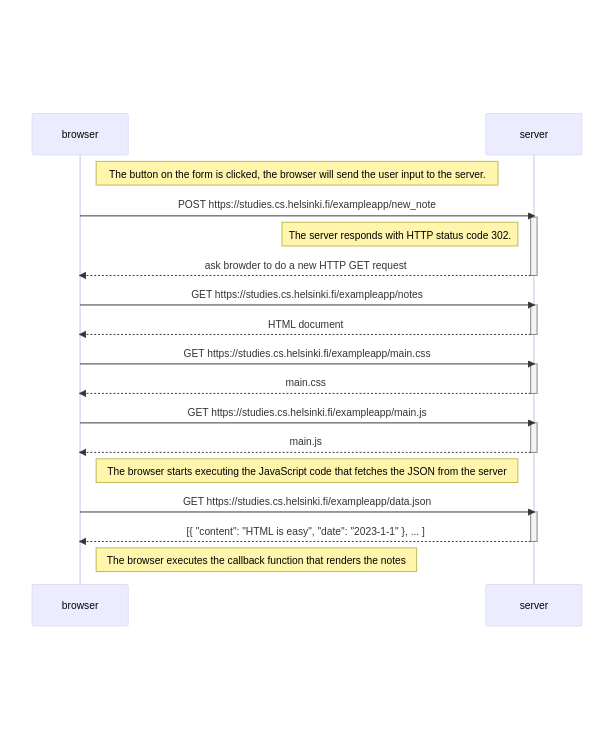 browser
server
The button on the form is clicked, the browser will send the user input to the server.
POST https://studies.cs.helsinki.fi/exampleapp/new_note
The server responds with HTTP status code 302.
ask browder to do a new HTTP GET request
GET https://studies.cs.helsinki.fi/exampleapp/notes
HTML document
GET https://studies.cs.helsinki.fi/exampleapp/main.css
main.css
GET https://studies.cs.helsinki.fi/exampleapp/main.js
main.js
The browser starts executing the JavaScript code that fetches the JSON from the server
GET https://studies.cs.helsinki.fi/exampleapp/data.json
[{ "content": "HTML is easy", "date": "2023-1-1" }, ... ]
The browser executes the callback function that renders the notes
browser
server